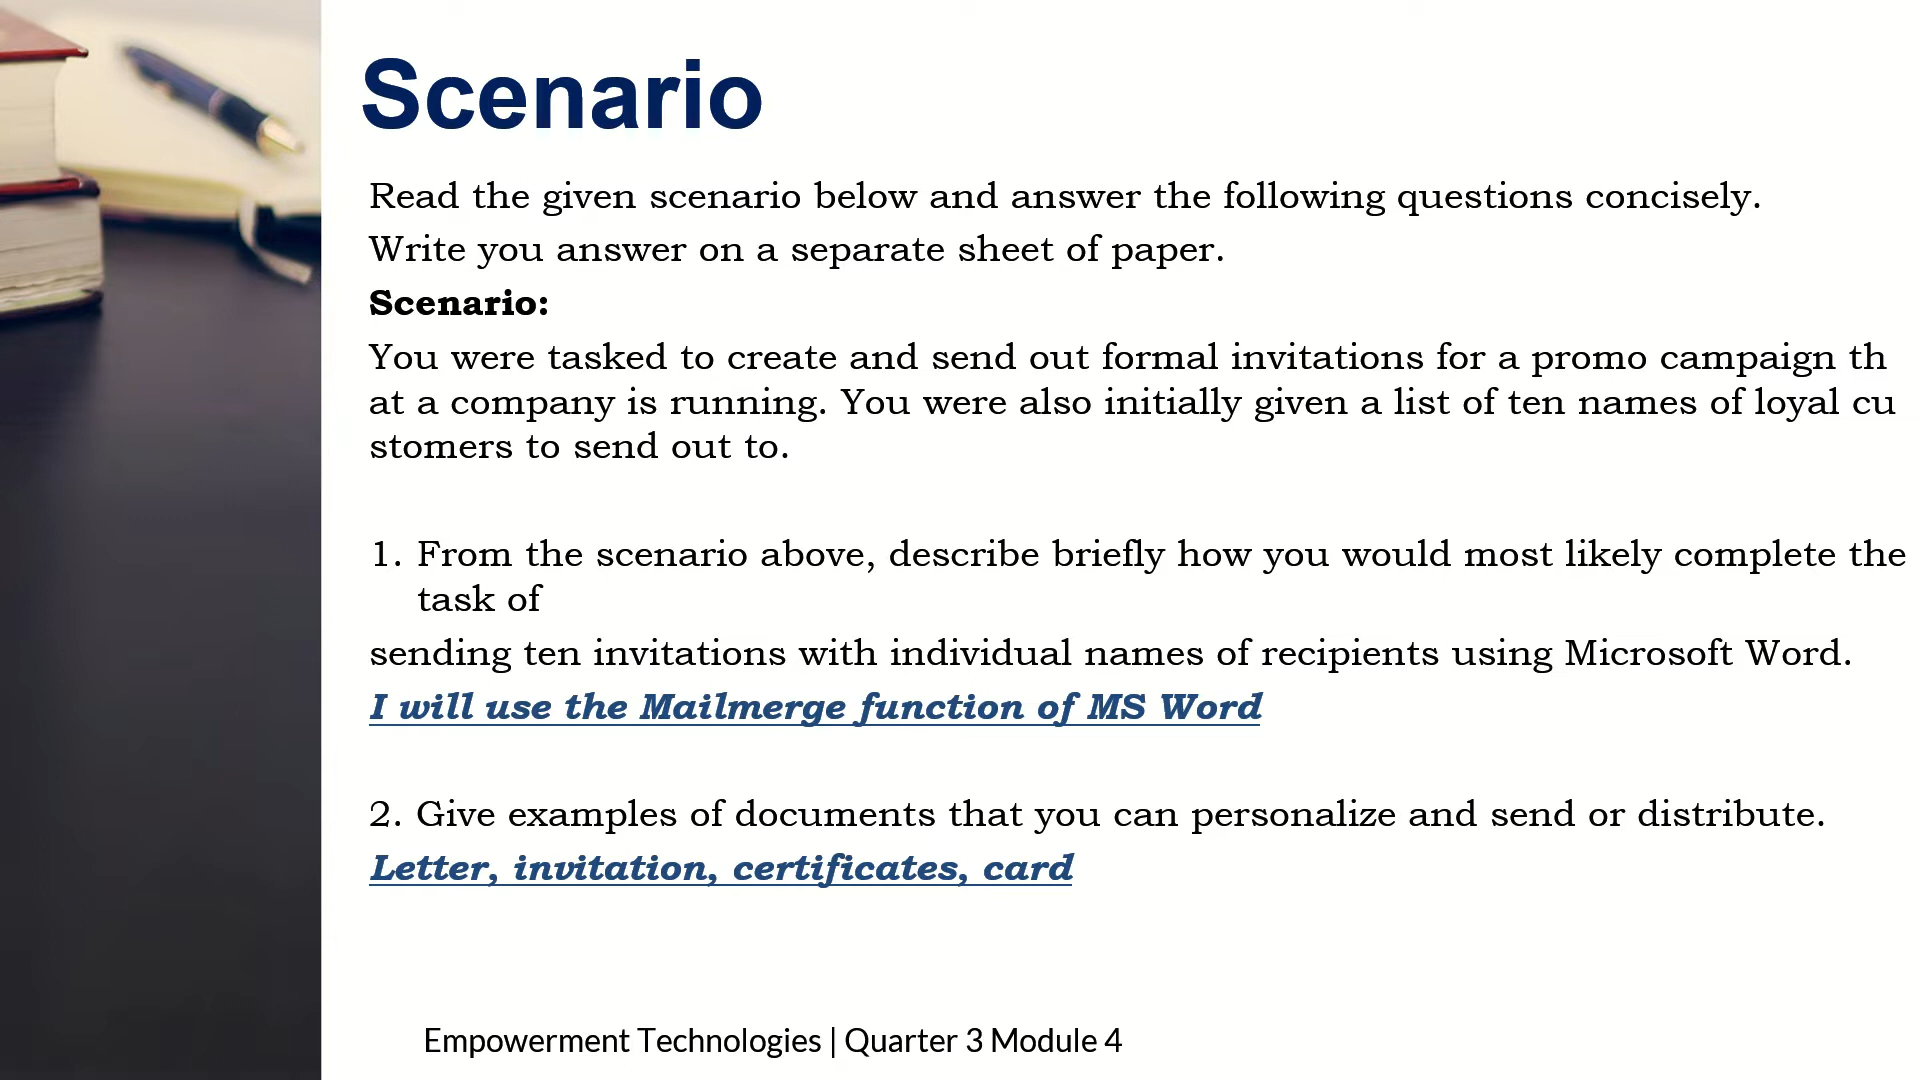 Scenario
Read the given scenario below and answer the following questions concisely.
Write you answer on a separate sheet of paper.
Scenario:
You were tasked to create and send out formal invitations for a promo campaign th
at a company is running. You were also initially given a list of ten names of loyal cu
stomers to send out to.
1. From the scenario above, describe briefly how you would most likely complete the
task of
sending ten invitations with individual names of recipients using Microsoft Word.
I will use the Mailmerge function of MS Word
2. Give examples of documents that you can personalize and send or distribute.
Letter, invitation, certificates, card
Empowerment Technologies | Quarter 3 Module 4